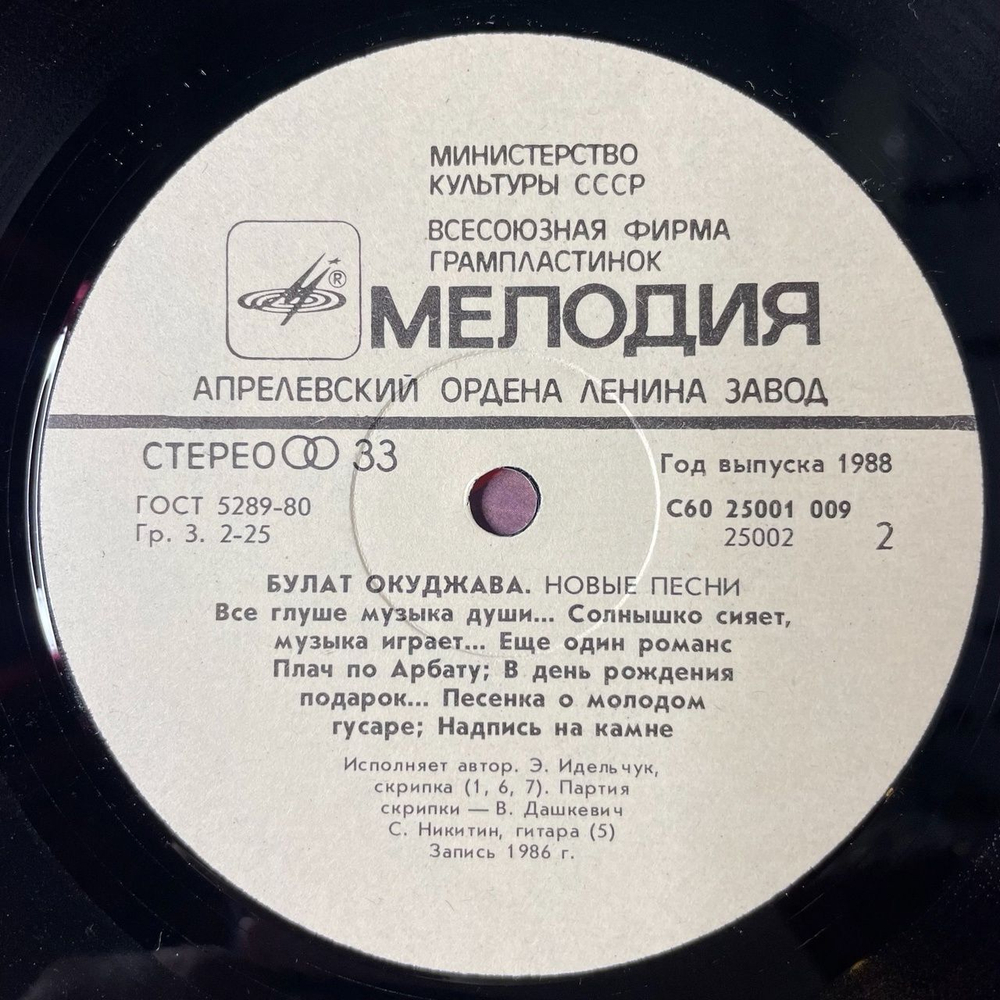 МИНИСТЕРСТВО
КУЛЬТУРЫ СССР
ВСЕСОЮЗНАЯ ФИРМА
ГРАМПЛАСТИНОК
®
МЕЛОДИЯ
АПРЕЛЕВСКИЙ ОРДЕНА ЛЕНИНА ЗАВОД
СТЕРЕО 33
Год выпуска 1988
ГОСТ 5289-80
С60 25001 009
Гр. 3. 2-25
25002 2
БУЛАТ ОКУДЖАВА. НОВЫЕ ПЕСНИ
Все глуше музыка души... Солнышко сияет,
музыка играет... Еще один романс
Плач по Арбату; В день рождения
подарок... Песенка о молодом
гусаре; Надпись на камне
Исполняет автор. Э. Идельчук,
скрипка (1, 6, 7). Партия
скрипки — В. Дашкевич
С. Никитин, гитара (5)
Запись 1986 г.